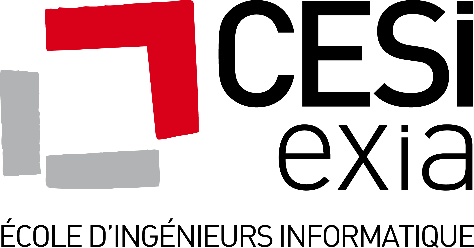 CESi
exia
ÉCOLE D'INGÉNIEURS INFORMATIQUE